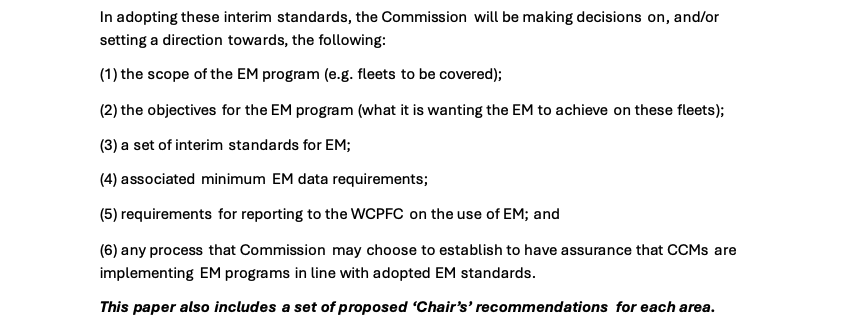 In adopting these interim standards, the Commission will be making decisions on, and/or
setting a direction towards, the following:
(1) the scope of the EM program (e.g. fleets to be covered);
(2) the objectives for the EM program (what it is wanting the EM to achieve on these fleets);
(3) a set of interim standards for EM;
(4) associated minimum EM data requirements;
(5) requirements for reporting to the WCPFC on the use of EM; and
(6) any process that Commission may choose to establish to have assurance that CCMs are
implementing EM programs in line with adopted EM standards.
This paper also includes a set of proposed ‘Chair’s’ recommendations for each area.